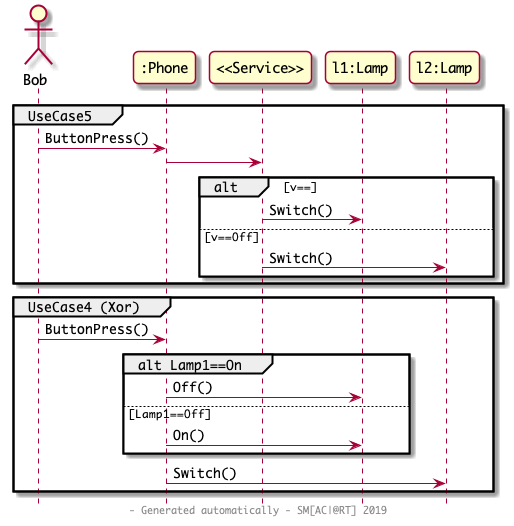 Bob
:Phone
<<Service>>
l1:Lamp
l2:Lamp
UseCase5
ButtonPress()
alt [v==]
Switch()
[v==Off]
Switch()
UseCase4 (Xor)
ButtonPress()
alt Lamp1==On
Off()
[Lamp1==Off]
On()
Switch()
- Generated automatically - SM[AC|@RT] 2019